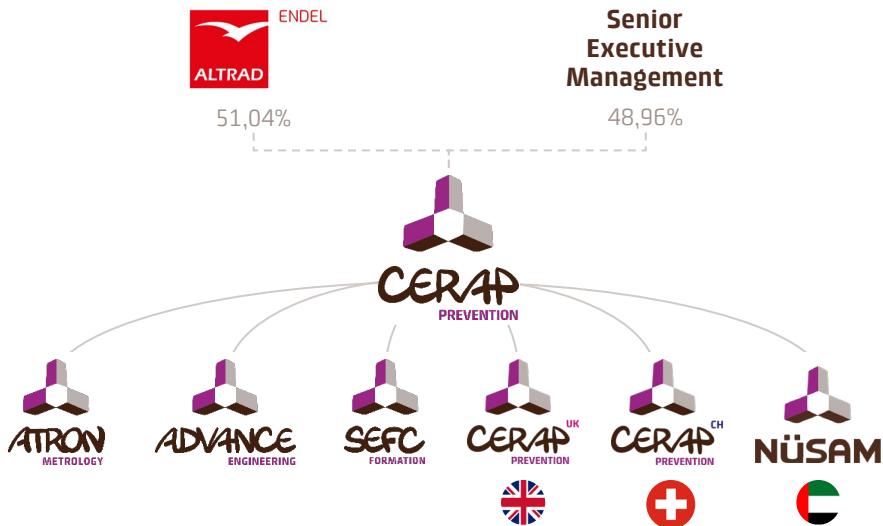 ENDEL
ALTRAD
Senior
Executive
Management
51,04%
48,96%
CERAP
PREVENTION
ATRON
METROLOGY
ADVANCE
ENGINEERING
SEFC
FORMATION
CERAP UK
PREVENTION
CERAP CH
PREVENTION
NÜSAM